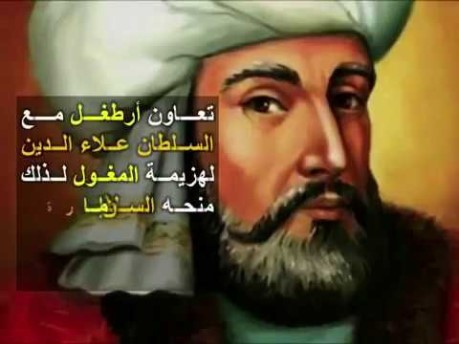 تعاون أرطغل مع
السلطان علاء الدين
لهزيمة المغول لذلك
منحه